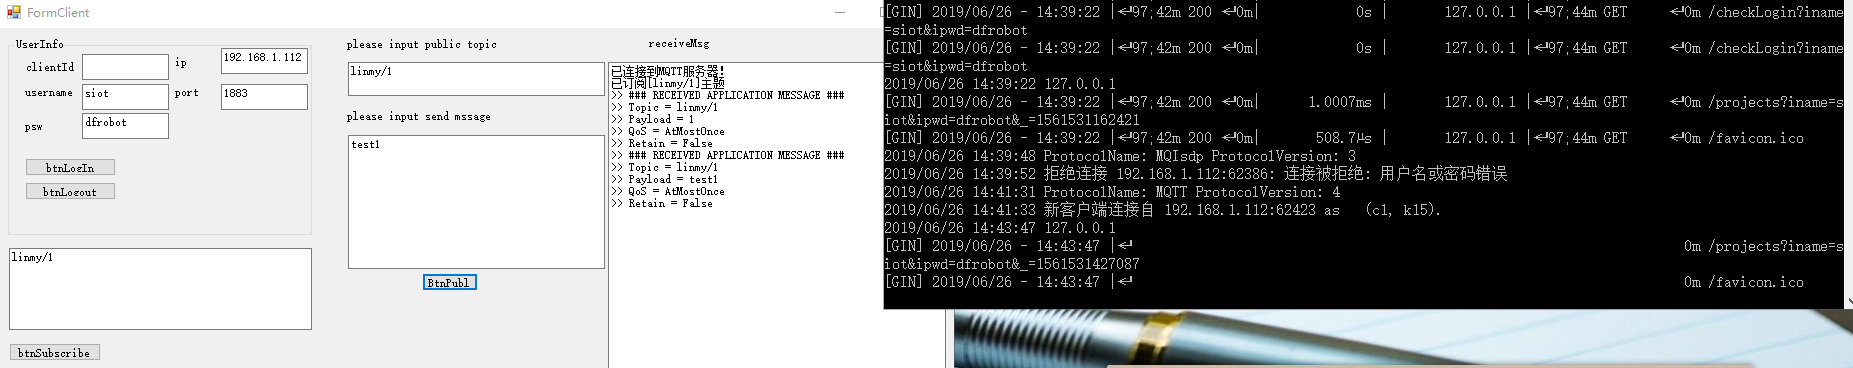 FormClient
UserInfo
clientId
ip
192.168.1.112
username
siot
port
1883
psw
dfrobot
btnLogIn
btnLogout
linmy/1
btnSubscribe
please input public topic
linmy/1
please input send mssage
test1
BtnPubl
receiveMsg
已连接到MQTT服务器!
已订阅[linmy/1]主题
>> ### RECEIVED APPLICATION MESSAGE ###
>> Topic = linmy/1
>> Payload = 1
>> QoS = AtMostOnce
>> Retain = False
>> ### RECEIVED APPLICATION MESSAGE ###
>> Topic = linmy/1
>> Payload = test1
>> QoS = AtMostOnce
>> Retain = False
[GIN] 2019/06/26 - 14:39:22 |←97;42m 200 ←0m| 0s | 127.0.0.1 |←97;44m GET ←0m /checkLogin?iname
=siot&ipwd=dfrobot
[GIN] 2019/06/26 - 14:39:22 |←97;42m 200 ←0m| 0s | 127.0.0.1 |←97;44m GET ←0m /checkLogin?iname
=siot&ipwd=dfrobot
2019/06/26 14:39:22 127.0.0.1
[GIN] 2019/06/26 - 14:39:22 |←97;42m 200 ←0m| 1.0007ms | 127.0.0.1 |←97;44m GET ←0m /projects?iname=s
iot&ipwd=dfrobot&_=1561531162421
[GIN] 2019/06/26 - 14:39:22 |←97;42m 200 ←0m| 508.7µs | 127.0.0.1 |←97;44m GET ←0m /favicon.ico
2019/06/26 14:39:48 ProtocolName: MQIsdp ProtocolVersion: 3
2019/06/26 14:39:52 拒绝连接 192.168.1.112:62386: 连接被拒绝: 用户名或密码错误
2019/06/26 14:41:31 ProtocolName: MQTT ProtocolVersion: 4
2019/06/26 14:41:33 新客户端连接自 192.168.1.112:62423 as (c1, k15).
2019/06/26 14:43:47 127.0.0.1
[GIN] 2019/06/26 - 14:43:47 |← 0m /projects?iname=s
iot&ipwd=dfrobot&_=1561531427087
[GIN] 2019/06/26 - 14:43:47 |← 0m /favicon.ico